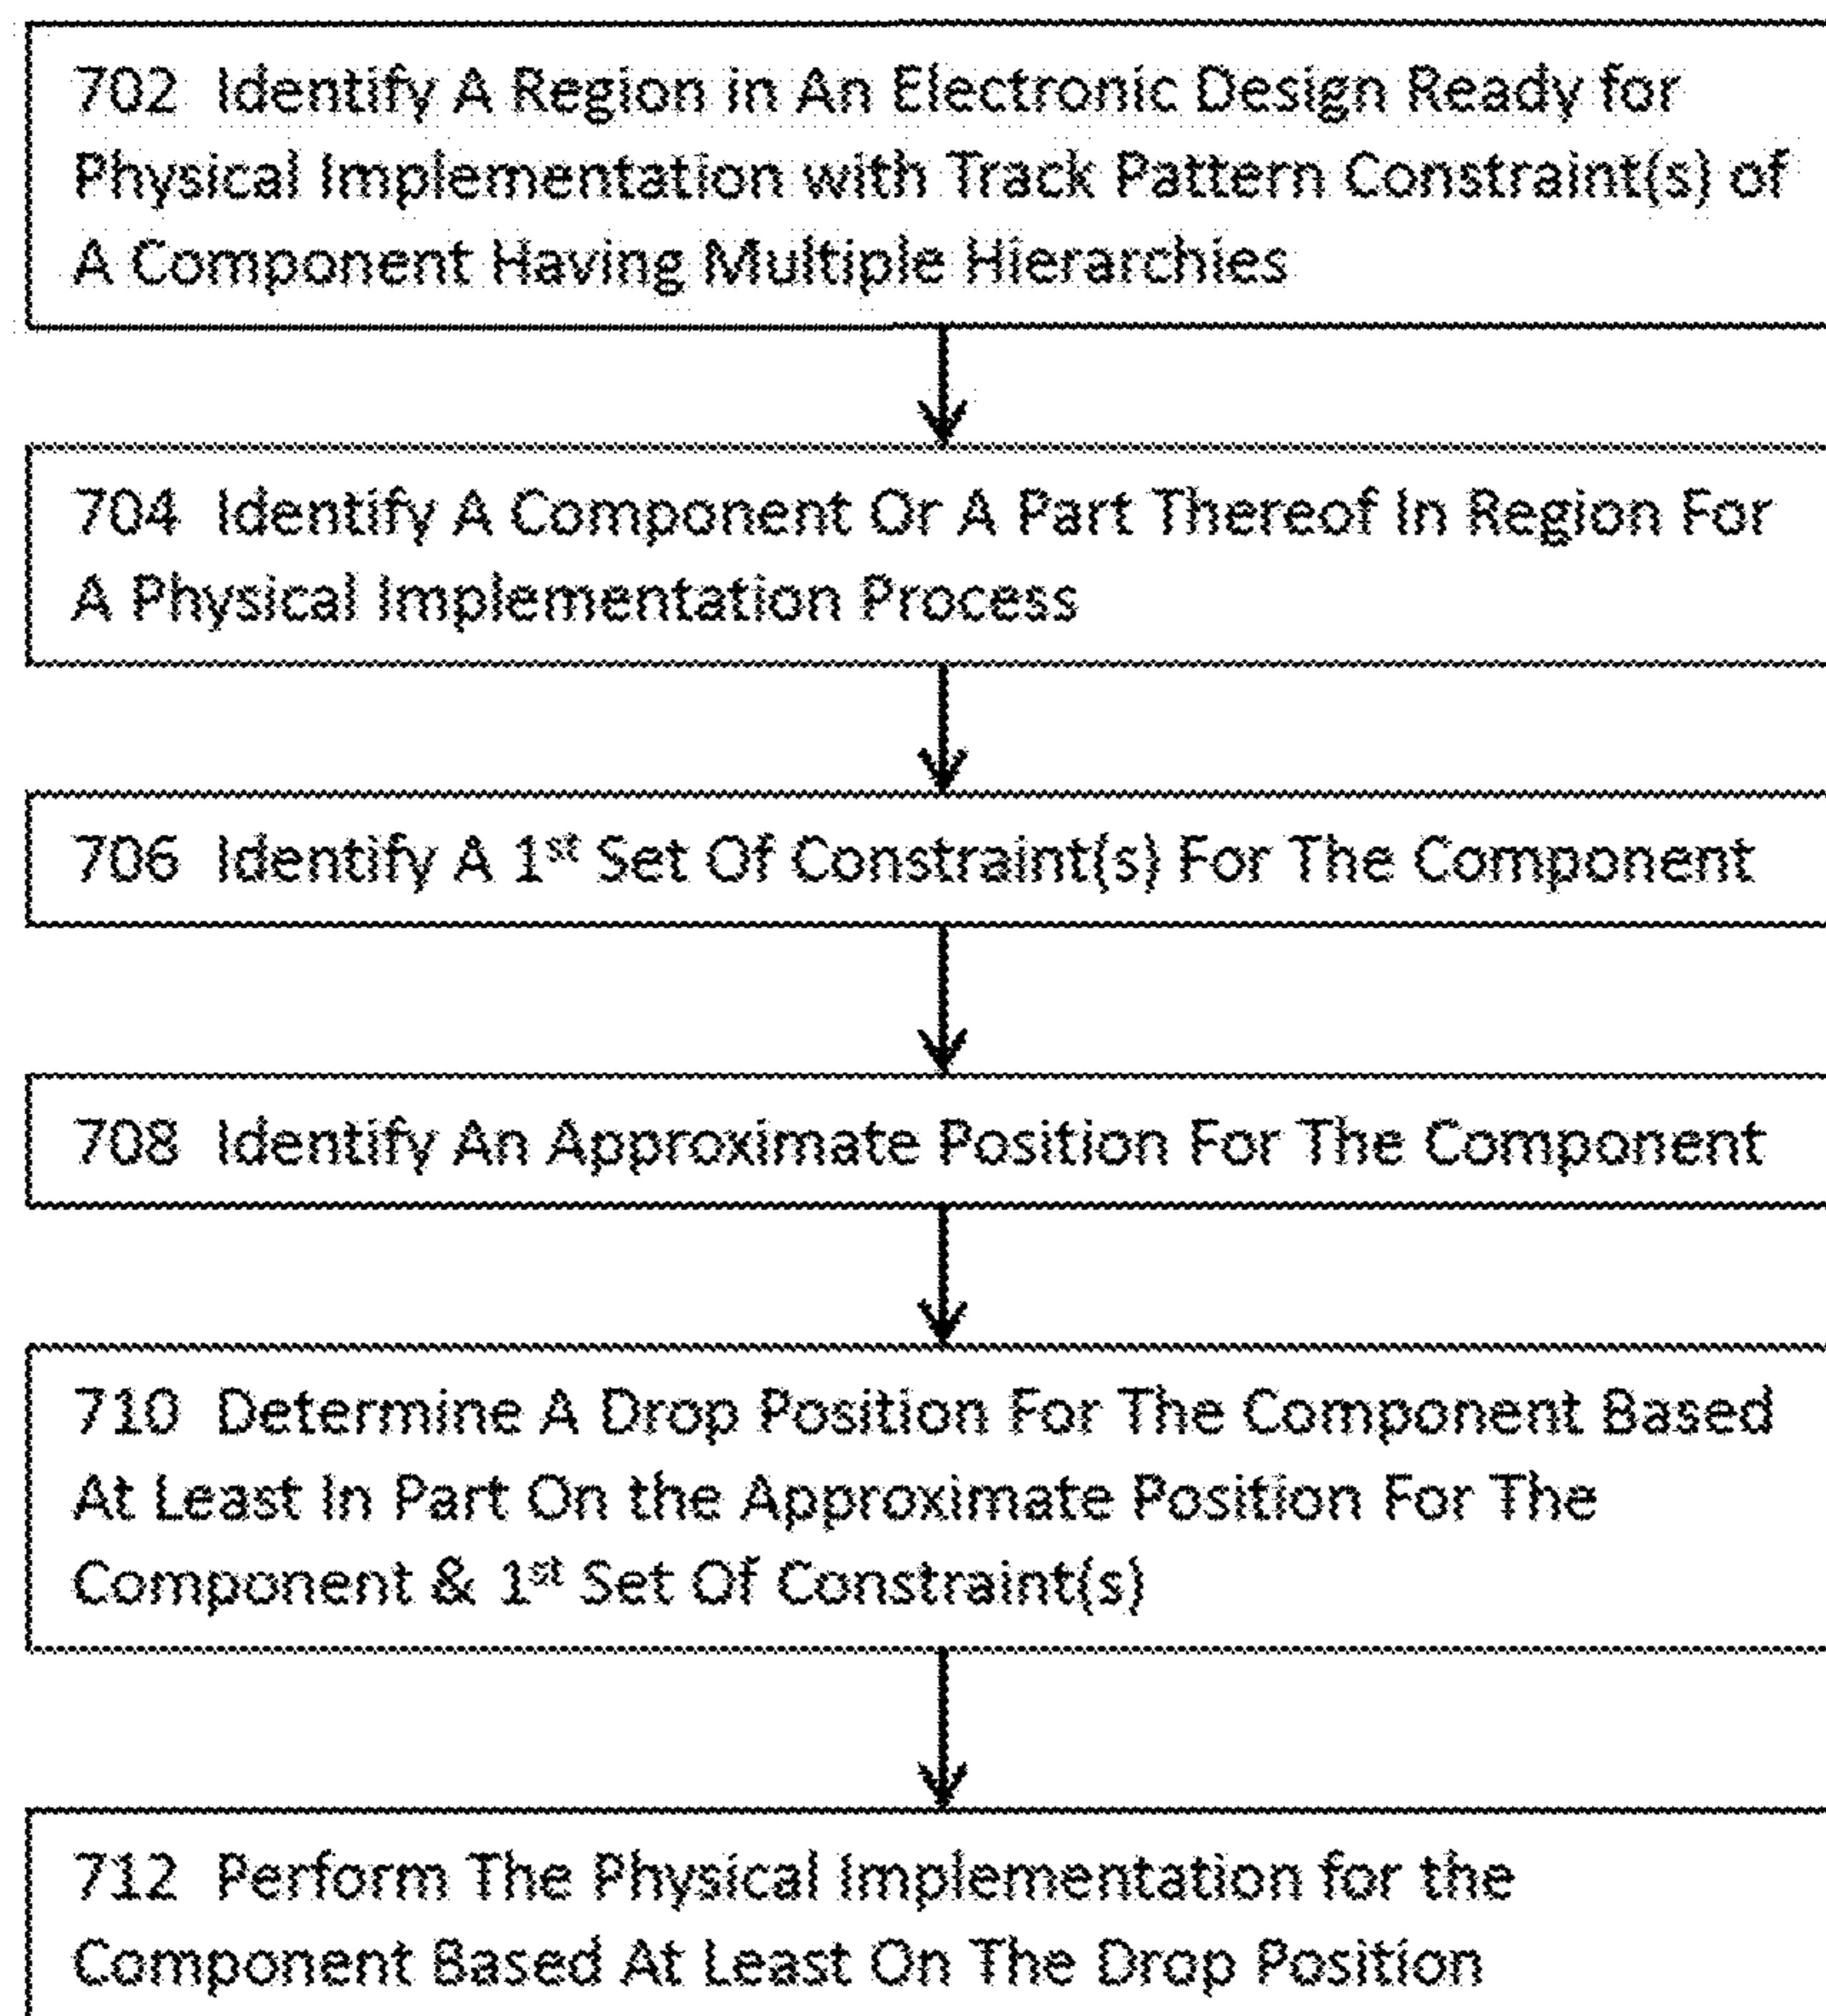 702 Identify A Region in An Electronic Design Ready for
Physical Implementation with Track Pattern Constraint(s) of
A Component Having Multiple Hierarchies
704 Identify A Component Or A Part Thereof In Region For
A Physical Implementation Process
706 Identify A 1st Set Of Constraint(s) For The Component
708 Identify An Approximate Position For The Component
710 Determine A Drop Position For The Component Based
At Least In Part On the Approximate Position For The
Component & 1st Set Of Constraint(s)
712 Perform The Physical Implementation for the
Component Based At Least On The Drop Position